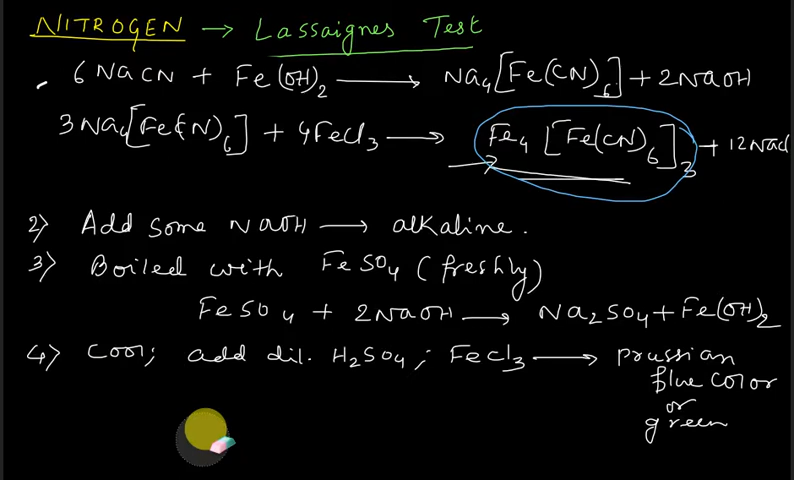 NITROGEN → Lassaignes Test
6NaCN + Fe(OH)₂ → Na₄[Fe(CN)₆] + 2NaOH
3Na₄[Fe(CN)₆] + 4FeCl₃ → Fe₄[Fe(CN)₆]₃ + 12NaCl
2) Add some NaOH → alkaline.
3) Boiled with FeSO₄ (freshly)
FeSO₄ + 2NaOH → Na₂SO₄ + Fe(OH)₂
4) Cool; add dil. H₂SO₄; FeCl₃ → prussian
blue color
or
green